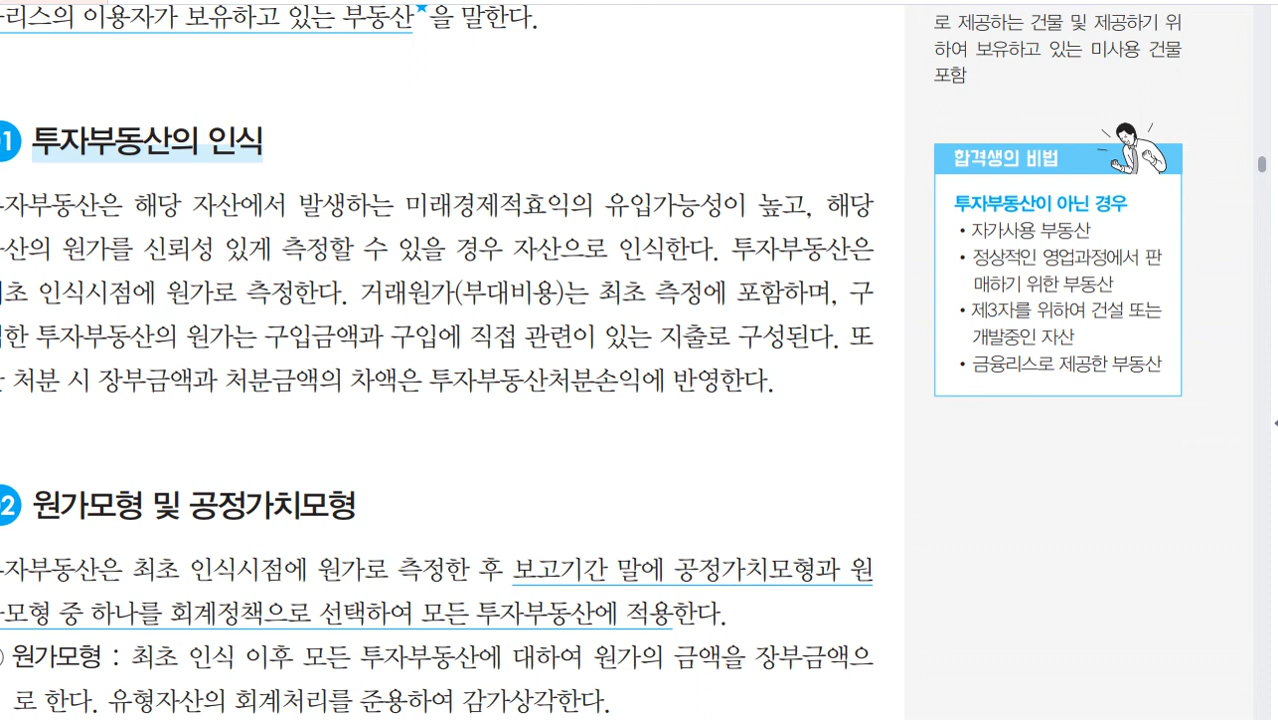 리스의 이용자가 보유하고 있는 부동산★을 말한다.
투자부동산의 인식
자부동산은 해당 자산에서 발생하는 미래경제적효익의 유입가능성이 높고, 해당
산의 원가를 신뢰성 있게 측정할 수 있을 경우 자산으로 인식한다. 투자부동산은
초 인식시점에 원가로 측정한다. 거래원가(부대비용)는 최초 측정에 포함하며, 구
한 투자부동산의 원가는 구입금액과 구입에 직접 관련이 있는 지출로 구성된다. 또
처분 시 장부금액과 처분금액의 차액은 투자부동산처분손익에 반영한다.
원가모형 및 공정가치모형
자부동산은 최초 인식시점에 원가로 측정한 후 보고기간 말에 공정가치모형과 원
모형 중 하나를 회계정책으로 선택하여 모든 투자부동산에 적용한다.
원가모형 : 최초 인식 이후 모든 투자부동산에 대하여 원가의 금액을 장부금액으
로 한다. 유형자산의 회계처리를 준용하여 감가상각한다.
로 제공하는 건물 및 제공하기 위
하여 보유하고 있는 미사용 건물
포함
합격생의 비법
투자부동산이 아닌 경우
• 자가사용 부동산
• 정상적인 영업과정에서 판
매하기 위한 부동산
• 제3자를 위하여 건설 또는
개발중인 자산
• 금융리스로 제공한 부동산